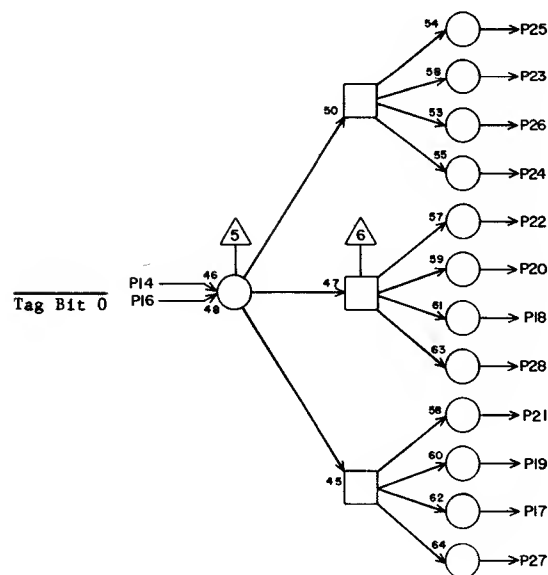 54 P25
58 P23
50 53 P26
55 P24
5 6 57 P22
P14 46 47 59 P20
Tag Bit 0 P16 48 61 P18
63 P28
58 P21
45 60 P19
62 P17
64 P27